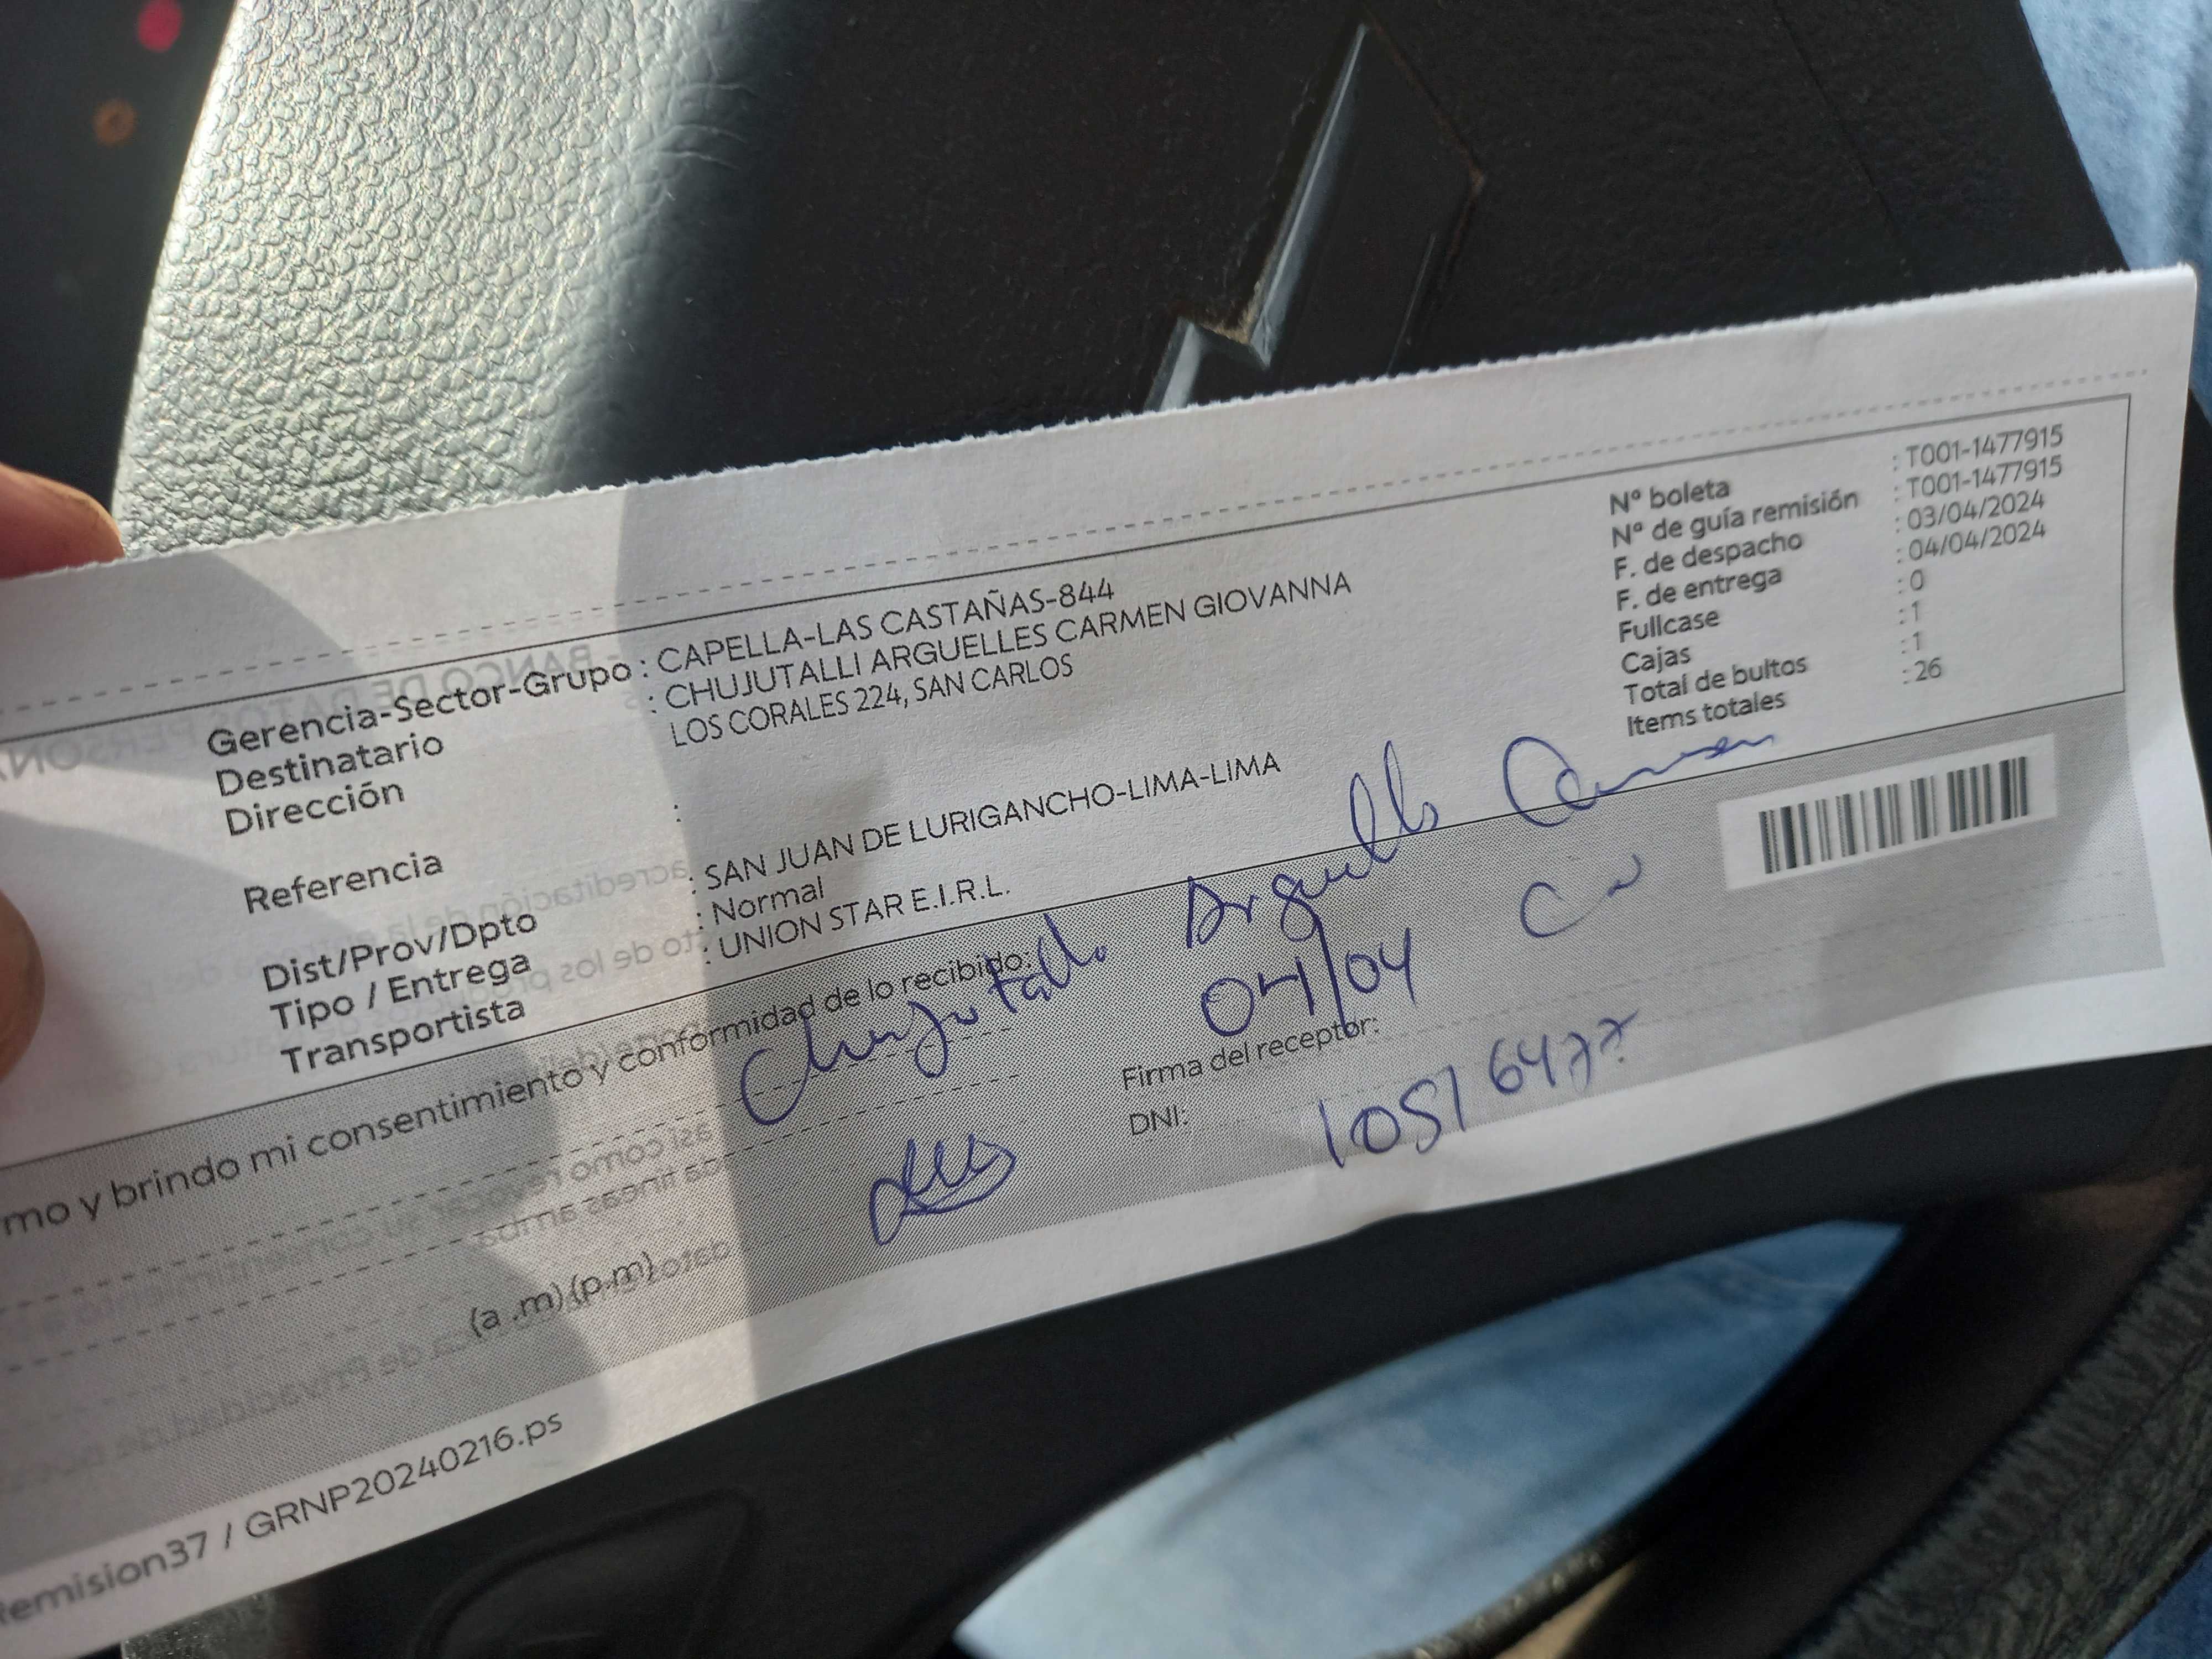 Gerencia-Sector-Grupo : CAPELLA-LAS CASTAÑAS-844
Destinatario : CHUJUTALLI ARGUELLES CARMEN GIOVANNA
Dirección LOS CORALES 224, SAN CARLOS
Referencia :
Dist/Prov/Dpto : SAN JUAN DE LURIGANCHO-LIMA-LIMA
Tipo / Entrega : Normal
Transportista : UNION STAR E.I.R.L.
Nº boleta : T001-1477915
Nº de guía remisión : T001-1477915
F. de despacho : 03/04/2024
F. de entrega : 04/04/2024
Fullcase : 0
Cajas : 1
Total de bultos : 1
Items totales : 26
mo y brindo mi consentimiento y conformidad de lo recibido:
Chujutalli Arguelles Carmen
04/04
Firma del receptor:
DNI: 10516477
(a .m) (p.m)
Remision37 / GRNP20240216.ps